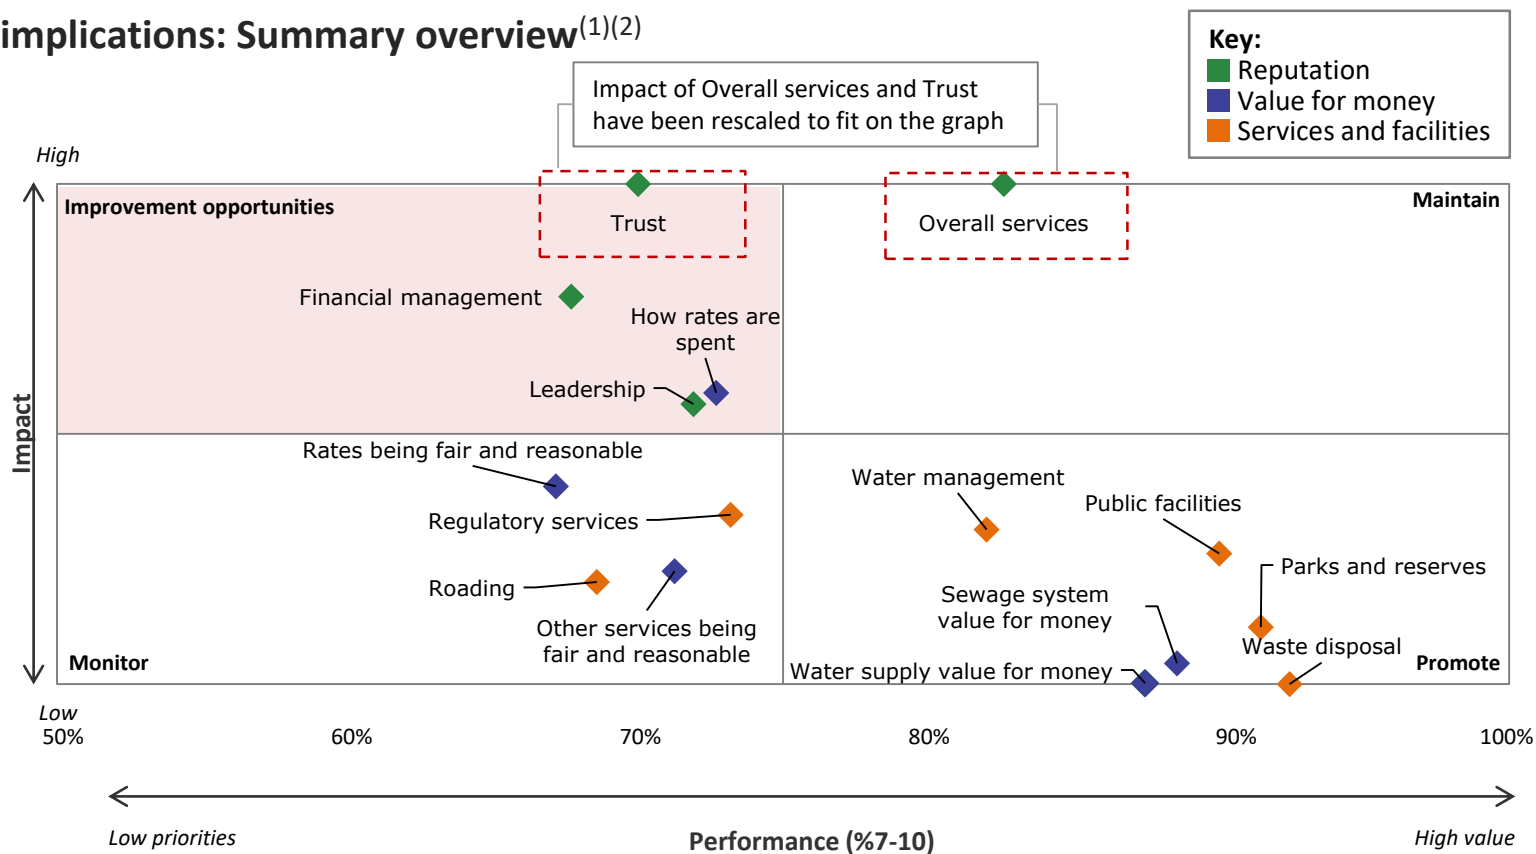 implications: Summary overview(1)(2)
Key:
Reputation
Value for money
Services and facilities
Impact of Overall services and Trust
have been rescaled to fit on the graph
High
Improvement opportunities
Maintain
Trust
Overall services
Financial management
How rates are
spent
Leadership
Impact
Rates being fair and reasonable
Regulatory services
Roading
Other services being
fair and reasonable
Monitor
Water management
Public facilities
Parks and reserves
Sewage system
value for money
Waste disposal
Water supply value for money
Promote
Low
50%
60%
70%
80%
90%
100%
Low priorities
Performance (%7-10)
High value